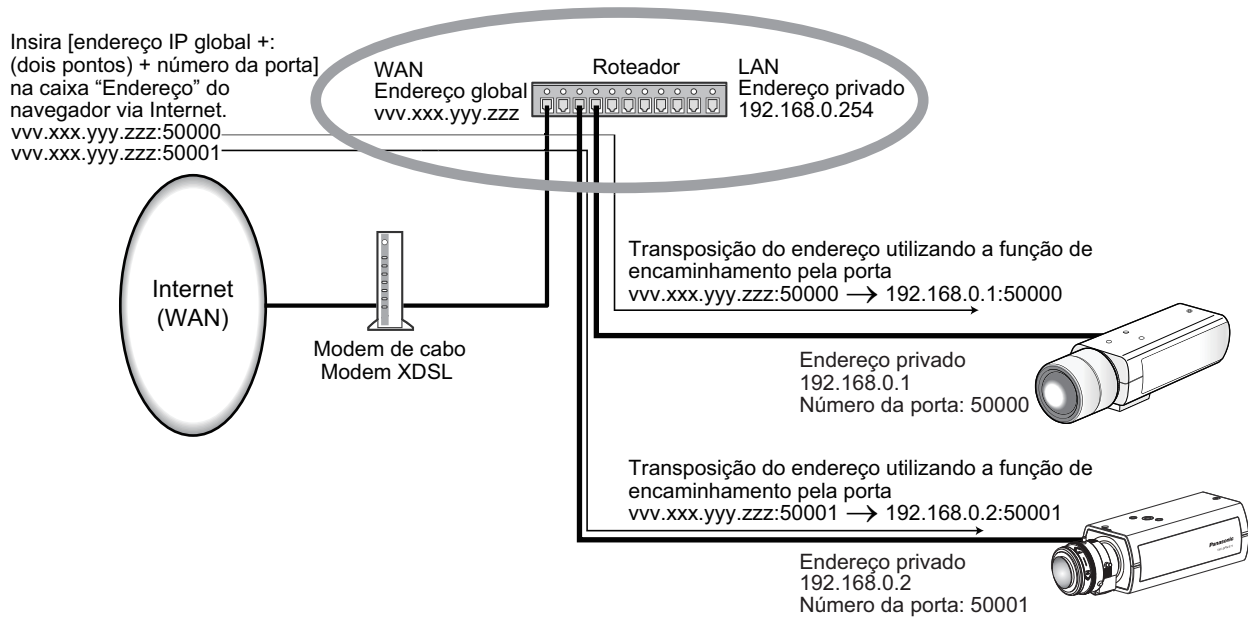 Insira [endereço IP global +:
(dois pontos) + número da porta]
na caixa “Endereço” do
navegador via Internet.
vvv.xxx.yyy.zzz:50000
vvv.xxx.yyy.zzz:50001
WAN
Endereço global
vvv.xxx.yyy.zzz
Roteador
LAN
Endereço privado
192.168.0.254
Internet
(WAN)
Modem de cabo
Modem XDSL
Transposição do endereço utilizando a função de
encaminhamento pela porta
vvv.xxx.yyy.zzz:50000 → 192.168.0.1:50000
Endereço privado
192.168.0.1
Número da porta: 50000
Transposição do endereço utilizando a função de
encaminhamento pela porta
vvv.xxx.yyy.zzz:50001 → 192.168.0.2:50001
Endereço privado
192.168.0.2
Número da porta: 50001
Panasonic